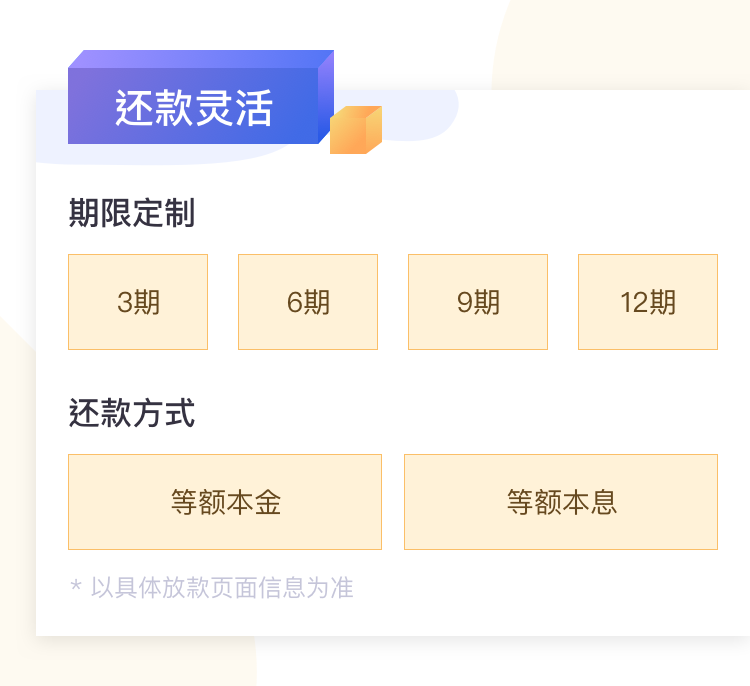 还款灵活
期限定制
3期 6期 9期 12期
还款方式
等额本金 等额本息
* 以具体放款页面信息为准